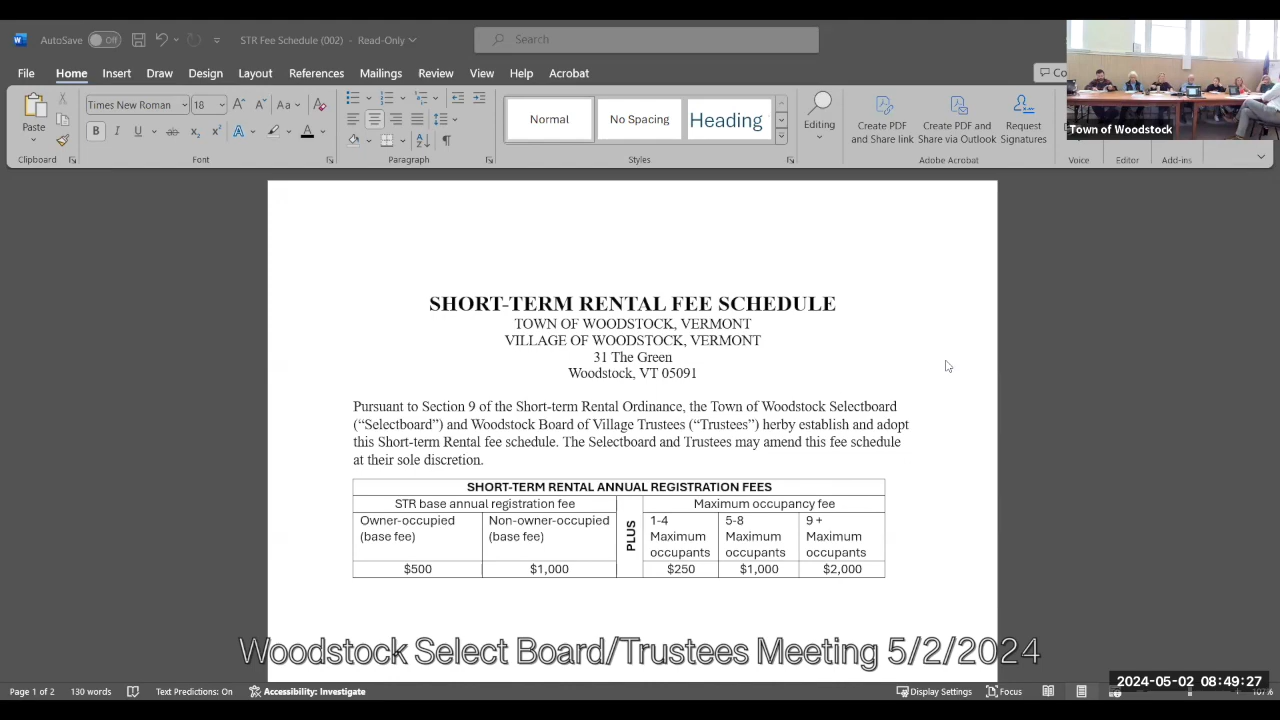 AutoSave Off STR Fee Schedule (002) - Read-Only Search
File Home Insert Draw Design Layout References Mailings Review View Help Acrobat Co
Times New Roman 18 Aa
Paste
B I U ab x₂ x² A A
Normal No Spacing Heading
Editing
Create PDF and Share link
Create PDF and Share via Outlook
Request Signatures
Clipboard Font Paragraph Styles Adobe Acrobat Voice Editor Add-ins
Town of Woodstock
SHORT-TERM RENTAL FEE SCHEDULE
TOWN OF WOODSTOCK, VERMONT
VILLAGE OF WOODSTOCK, VERMONT
31 The Green
Woodstock, VT 05091
Pursuant to Section 9 of the Short-term Rental Ordinance, the Town of Woodstock Selectboard
(“Selectboard”) and Woodstock Board of Village Trustees (“Trustees”) herby establish and adopt
this Short-term Rental fee schedule. The Selectboard and Trustees may amend this fee schedule
at their sole discretion.
SHORT-TERM RENTAL ANNUAL REGISTRATION FEES
STR base annual registration fee PLUS Maximum occupancy fee
Owner-occupied (base fee)
Non-owner-occupied (base fee)
1-4 Maximum occupants
5-8 Maximum occupants
9 + Maximum occupants
$500 $1,000 $250 $1,000 $2,000
Woodstock Select Board/Trustees Meeting 5/2/2024
Page 1 of 2 130 words Text Predictions: On Accessibility: Investigate Display Settings Focus 107%
2024-05-02 08:49:27